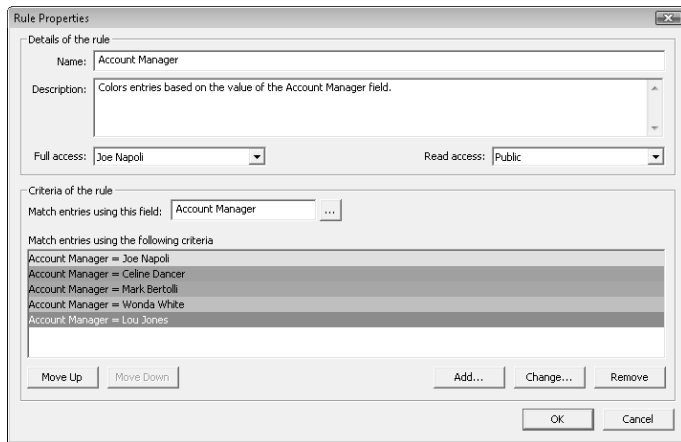 Rule Properties
Details of the rule
Name: Account Manager
Description: Colors entries based on the value of the Account Manager field.
Full access: Joe Napoli Read access: Public
Criteria of the rule
Match entries using this field: Account Manager ...
Match entries using the following criteria
Account Manager = Joe Napoli
Account Manager = Celine Dancer
Account Manager = Mark Bertolli
Account Manager = Wonda White
Account Manager = Lou Jones
Move Up Move Down Add... Change... Remove
OK Cancel